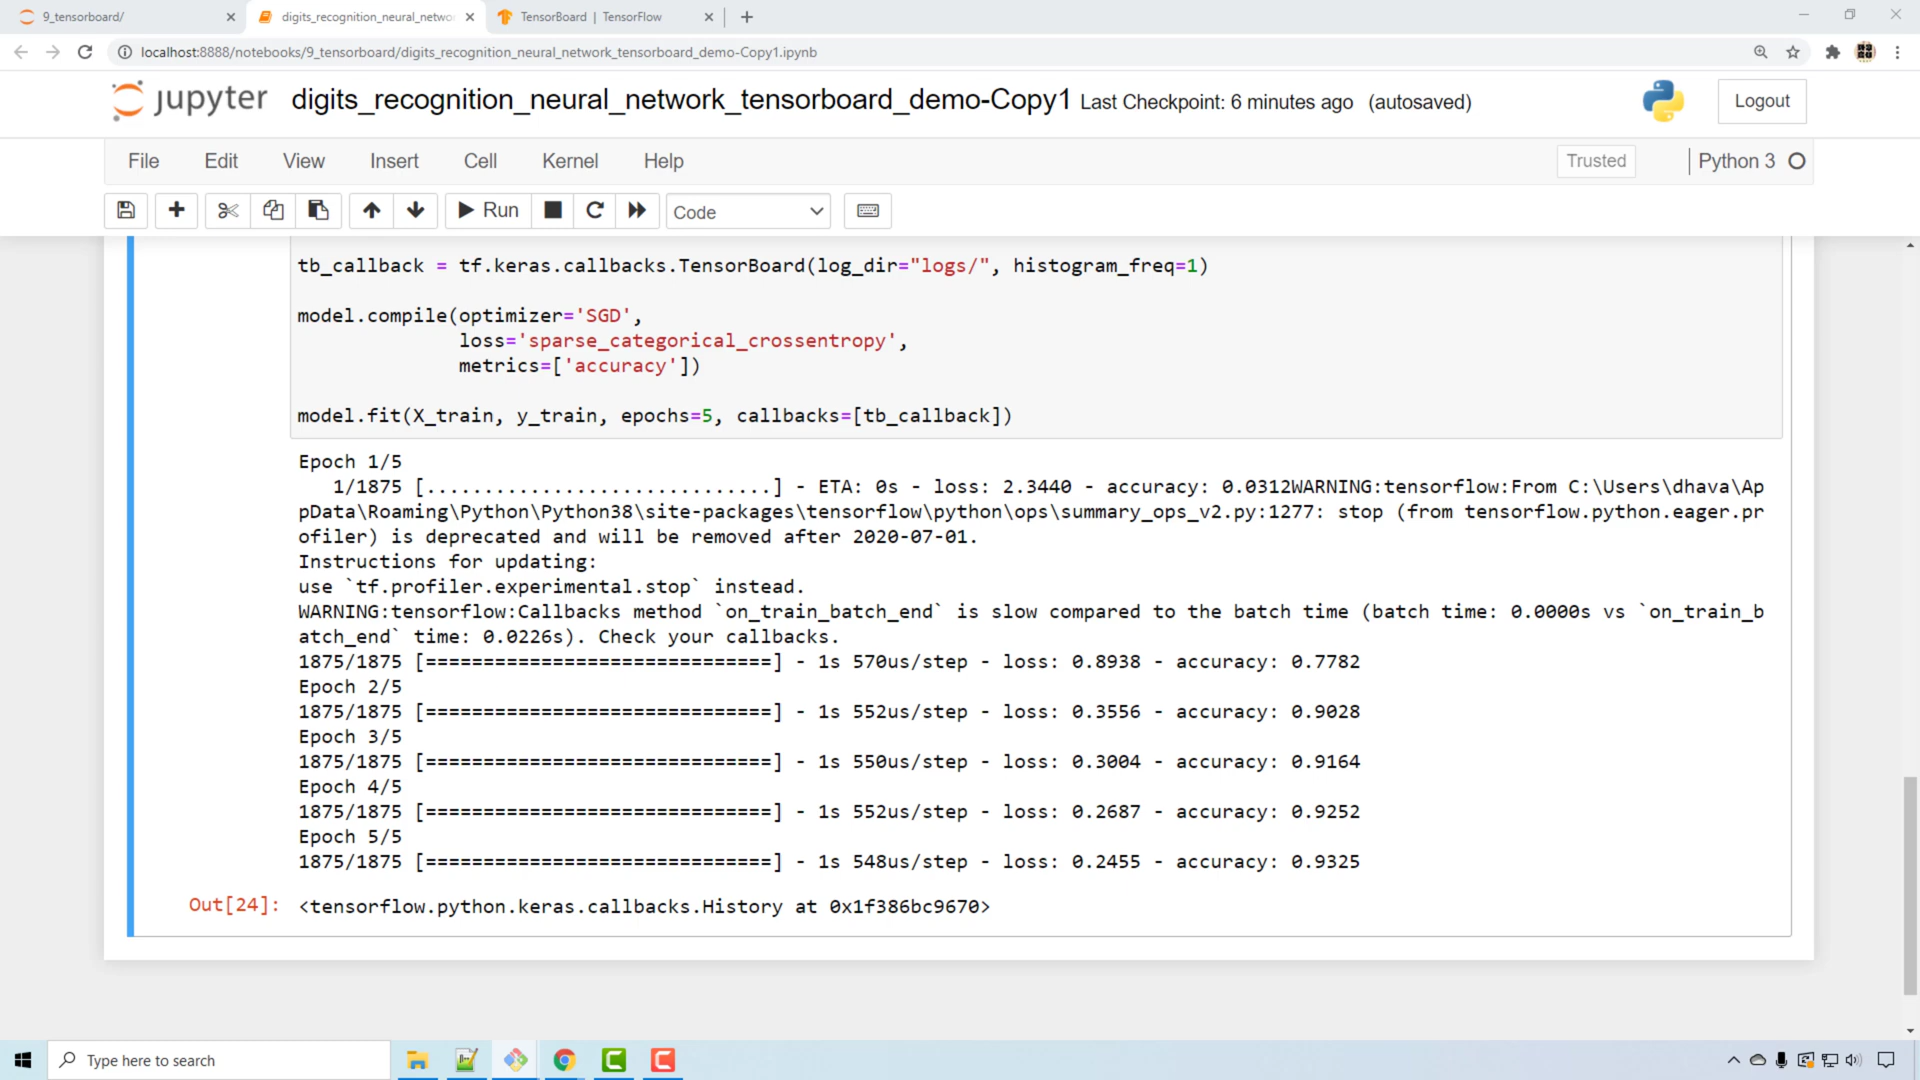 9_tensorboard/
digits_recognition_neural_netwo
TensorBoard | TensorFlow
localhost:8888/notebooks/9_tensorboard/digits_recognition_neural_network_tensorboard_demo-Copy1.ipynb
jupyter digits_recognition_neural_network_tensorboard_demo-Copy1 Last Checkpoint: 6 minutes ago (autosaved)
Logout
File Edit View Insert Cell Kernel Help
Trusted
Python 3
Run
Code
tb_callback = tf.keras.callbacks.TensorBoard(log_dir="logs/", histogram_freq=1)
model.compile(optimizer='SGD',
loss='sparse_categorical_crossentropy',
metrics=['accuracy'])
model.fit(X_train, y_train, epochs=5, callbacks=[tb_callback])
Epoch 1/5
1/1875 [..............................] - ETA: 0s - loss: 2.3440 - accuracy: 0.0312WARNING:tensorflow:From C:\Users\dhava\Ap
pData\Roaming\Python\Python38\site-packages\tensorflow\python\ops\summary_ops_v2.py:1277: stop (from tensorflow.python.eager.pr
ofiler) is deprecated and will be removed after 2020-07-01.
Instructions for updating:
use `tf.profiler.experimental.stop` instead.
WARNING:tensorflow:Callbacks method `on_train_batch_end` is slow compared to the batch time (batch time: 0.0000s vs `on_train_b
atch_end` time: 0.0226s). Check your callbacks.
1875/1875 [==============================] - 1s 570us/step - loss: 0.8938 - accuracy: 0.7782
Epoch 2/5
1875/1875 [==============================] - 1s 552us/step - loss: 0.3556 - accuracy: 0.9028
Epoch 3/5
1875/1875 [==============================] - 1s 550us/step - loss: 0.3004 - accuracy: 0.9164
Epoch 4/5
1875/1875 [==============================] - 1s 552us/step - loss: 0.2687 - accuracy: 0.9252
Epoch 5/5
1875/1875 [==============================] - 1s 548us/step - loss: 0.2455 - accuracy: 0.9325
Out[24]: <tensorflow.python.keras.callbacks.History at 0x1f386bc9670>
Type here to search